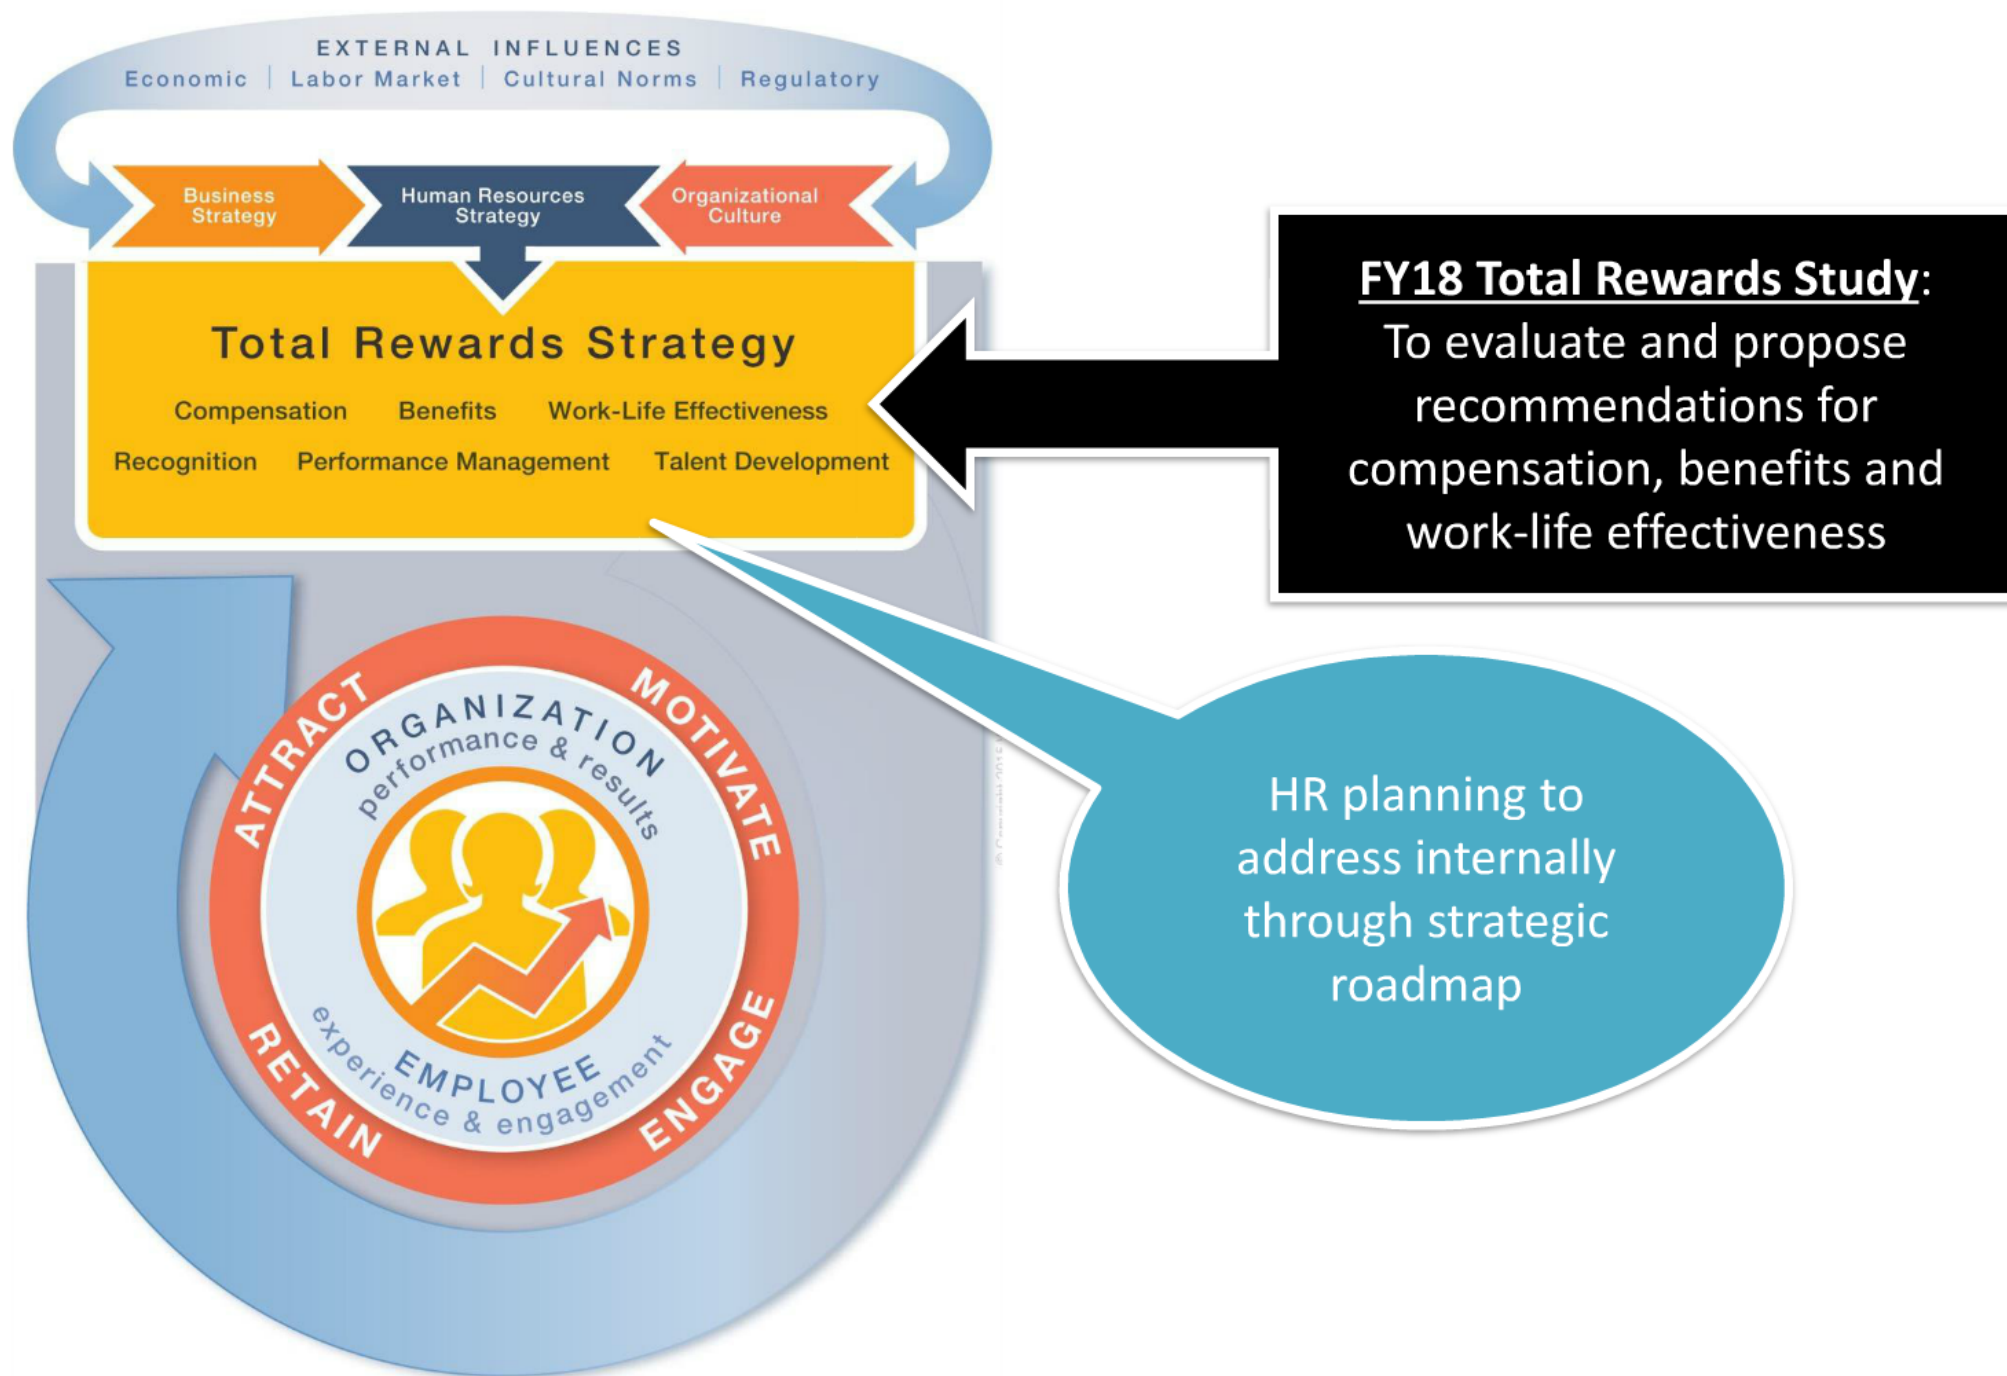 EXTERNAL INFLUENCES
Economic | Labor Market | Cultural Norms | Regulatory
Business
Strategy
Human Resources
Strategy
Organizational
Culture
Total Rewards Strategy
Compensation Benefits Work-Life Effectiveness
Recognition Performance Management Talent Development
FY18 Total Rewards Study:
To evaluate and propose
recommendations for
compensation, benefits and
work-life effectiveness
ATTRACT
MOTIVATE
ORGANIZATION
performance & results
EMPLOYEE
experience & engagement
RETAIN
ENGAGE
HR planning to
address internally
through strategic
roadmap